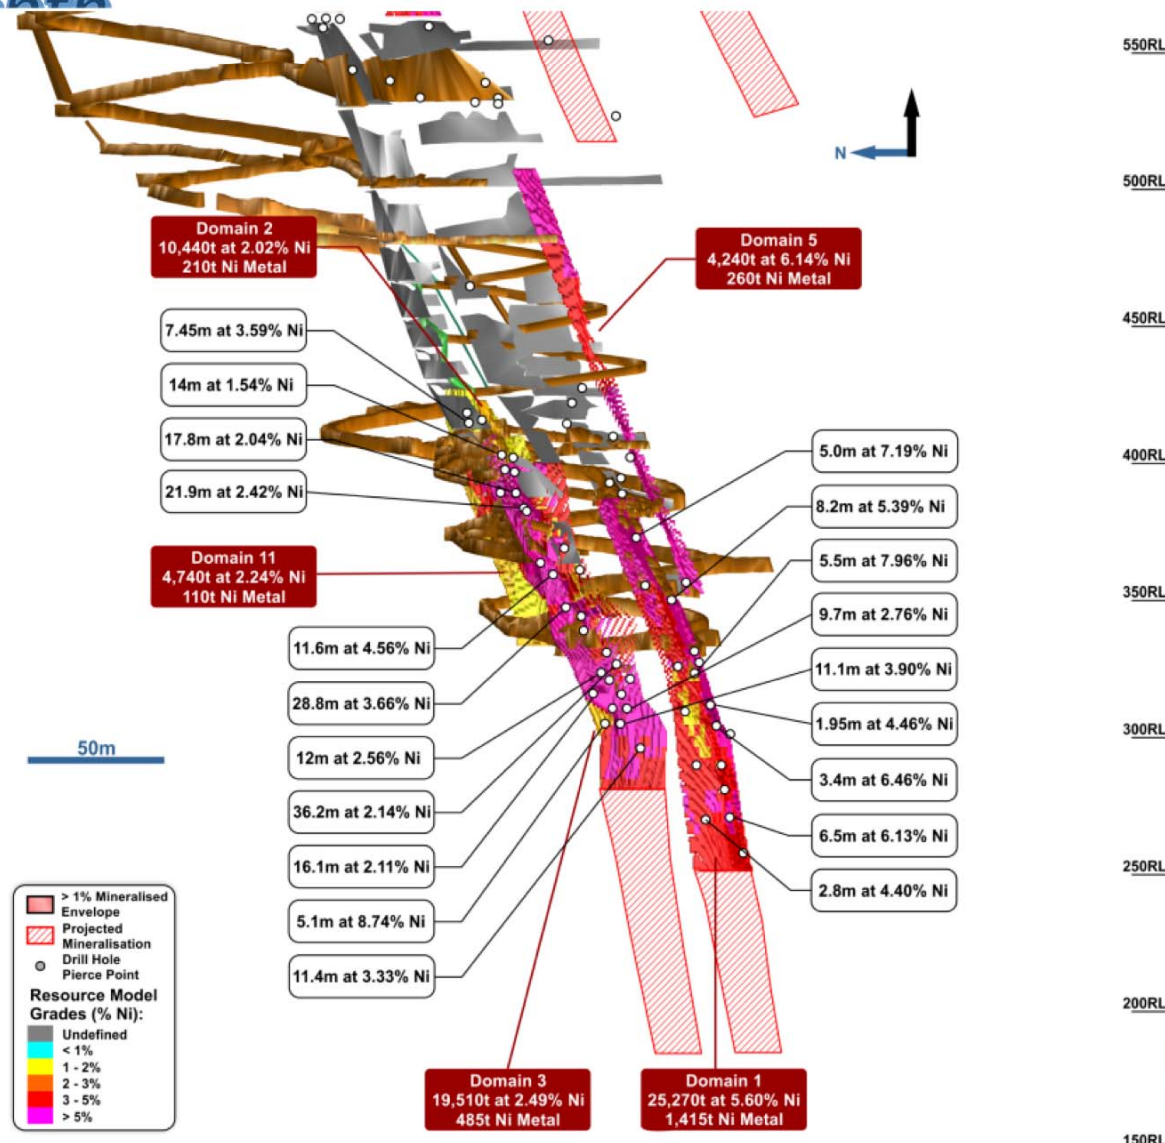 550RL
N
500RL
Domain 2
10,440t at 2.02% Ni
210t Ni Metal
Domain 5
4,240t at 6.14% Ni
260t Ni Metal
450RL
7.45m at 3.59% Ni
14m at 1.54% Ni
17.8m at 2.04% Ni
21.9m at 2.42% Ni
5.0m at 7.19% Ni
400RL
8.2m at 5.39% Ni
5.5m at 7.96% Ni
Domain 11
4,740t at 2.24% Ni
110t Ni Metal
350RL
9.7m at 2.76% Ni
11.6m at 4.56% Ni
11.1m at 3.90% Ni
28.8m at 3.66% Ni
1.95m at 4.46% Ni
300RL
50m
12m at 2.56% Ni
3.4m at 6.46% Ni
36.2m at 2.14% Ni
6.5m at 6.13% Ni
16.1m at 2.11% Ni
250RL
2.8m at 4.40% Ni
5.1m at 8.74% Ni
11.4m at 3.33% Ni
> 1% Mineralised
Envelope
Projected
Mineralisation
Drill Hole
Pierce Point
Resource Model
Grades (% Ni):
Undefined
< 1%
1 - 2%
2 - 3%
3 - 5%
> 5%
200RL
Domain 3
19,510t at 2.49% Ni
485t Ni Metal
Domain 1
25,270t at 5.60% Ni
1,415t Ni Metal
150RL